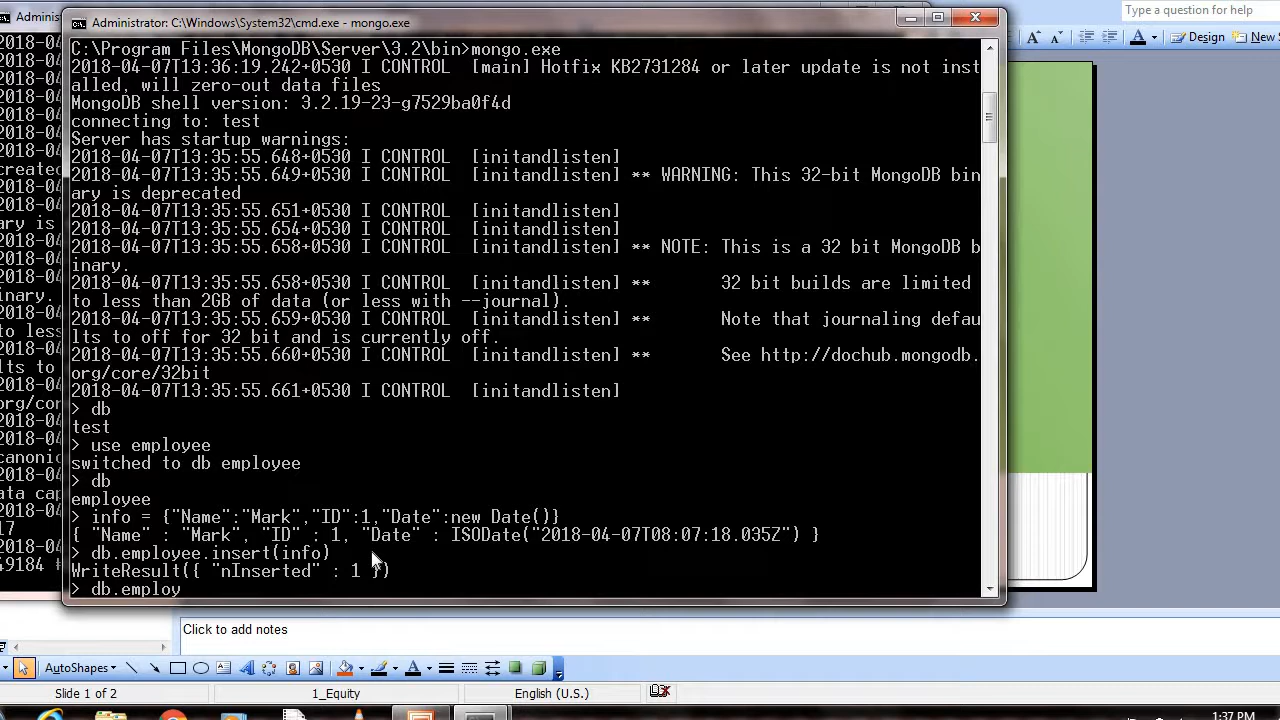 Administrator: C:\Windows\System32\cmd.exe - mongo.exe
Type a question for help
Design
New S
C:\Program Files\MongoDB\Server\3.2\bin>mongo.exe
2018-04-07T13:36:19.242+0530 I CONTROL  [main] Hotfix KB2731284 or later update is not inst
alled, will zero-out data files
MongoDB shell version: 3.2.19-23-g7529ba0f4d
connecting to: test
Server has startup warnings:
2018-04-07T13:35:55.648+0530 I CONTROL  [initandlisten]
2018-04-07T13:35:55.649+0530 I CONTROL  [initandlisten] ** WARNING: This 32-bit MongoDB bin
ary is deprecated
2018-04-07T13:35:55.651+0530 I CONTROL  [initandlisten]
2018-04-07T13:35:55.654+0530 I CONTROL  [initandlisten]
2018-04-07T13:35:55.658+0530 I CONTROL  [initandlisten] ** NOTE: This is a 32 bit MongoDB b
inary.
2018-04-07T13:35:55.658+0530 I CONTROL  [initandlisten] **       32 bit builds are limited
to less than 2GB of data (or less with --journal).
2018-04-07T13:35:55.659+0530 I CONTROL  [initandlisten] **       Note that journaling defau
lts to off for 32 bit and is currently off.
2018-04-07T13:35:55.660+0530 I CONTROL  [initandlisten] **       See http://dochub.mongodb.
org/core/32bit
2018-04-07T13:35:55.661+0530 I CONTROL  [initandlisten]
> db
test
> use employee
switched to db employee
> db
employee
> info = {"Name":"Mark","ID":1,"Date":new Date()}
{ "Name" : "Mark", "ID" : 1, "Date" : ISODate("2018-04-07T08:07:18.035Z") }
> db.employee.insert(info)
WriteResult({ "nInserted" : 1 })
> db.employ
Click to add notes
AutoShapes
Slide 1 of 2
1_Equity
English (U.S.)
1:37 PM